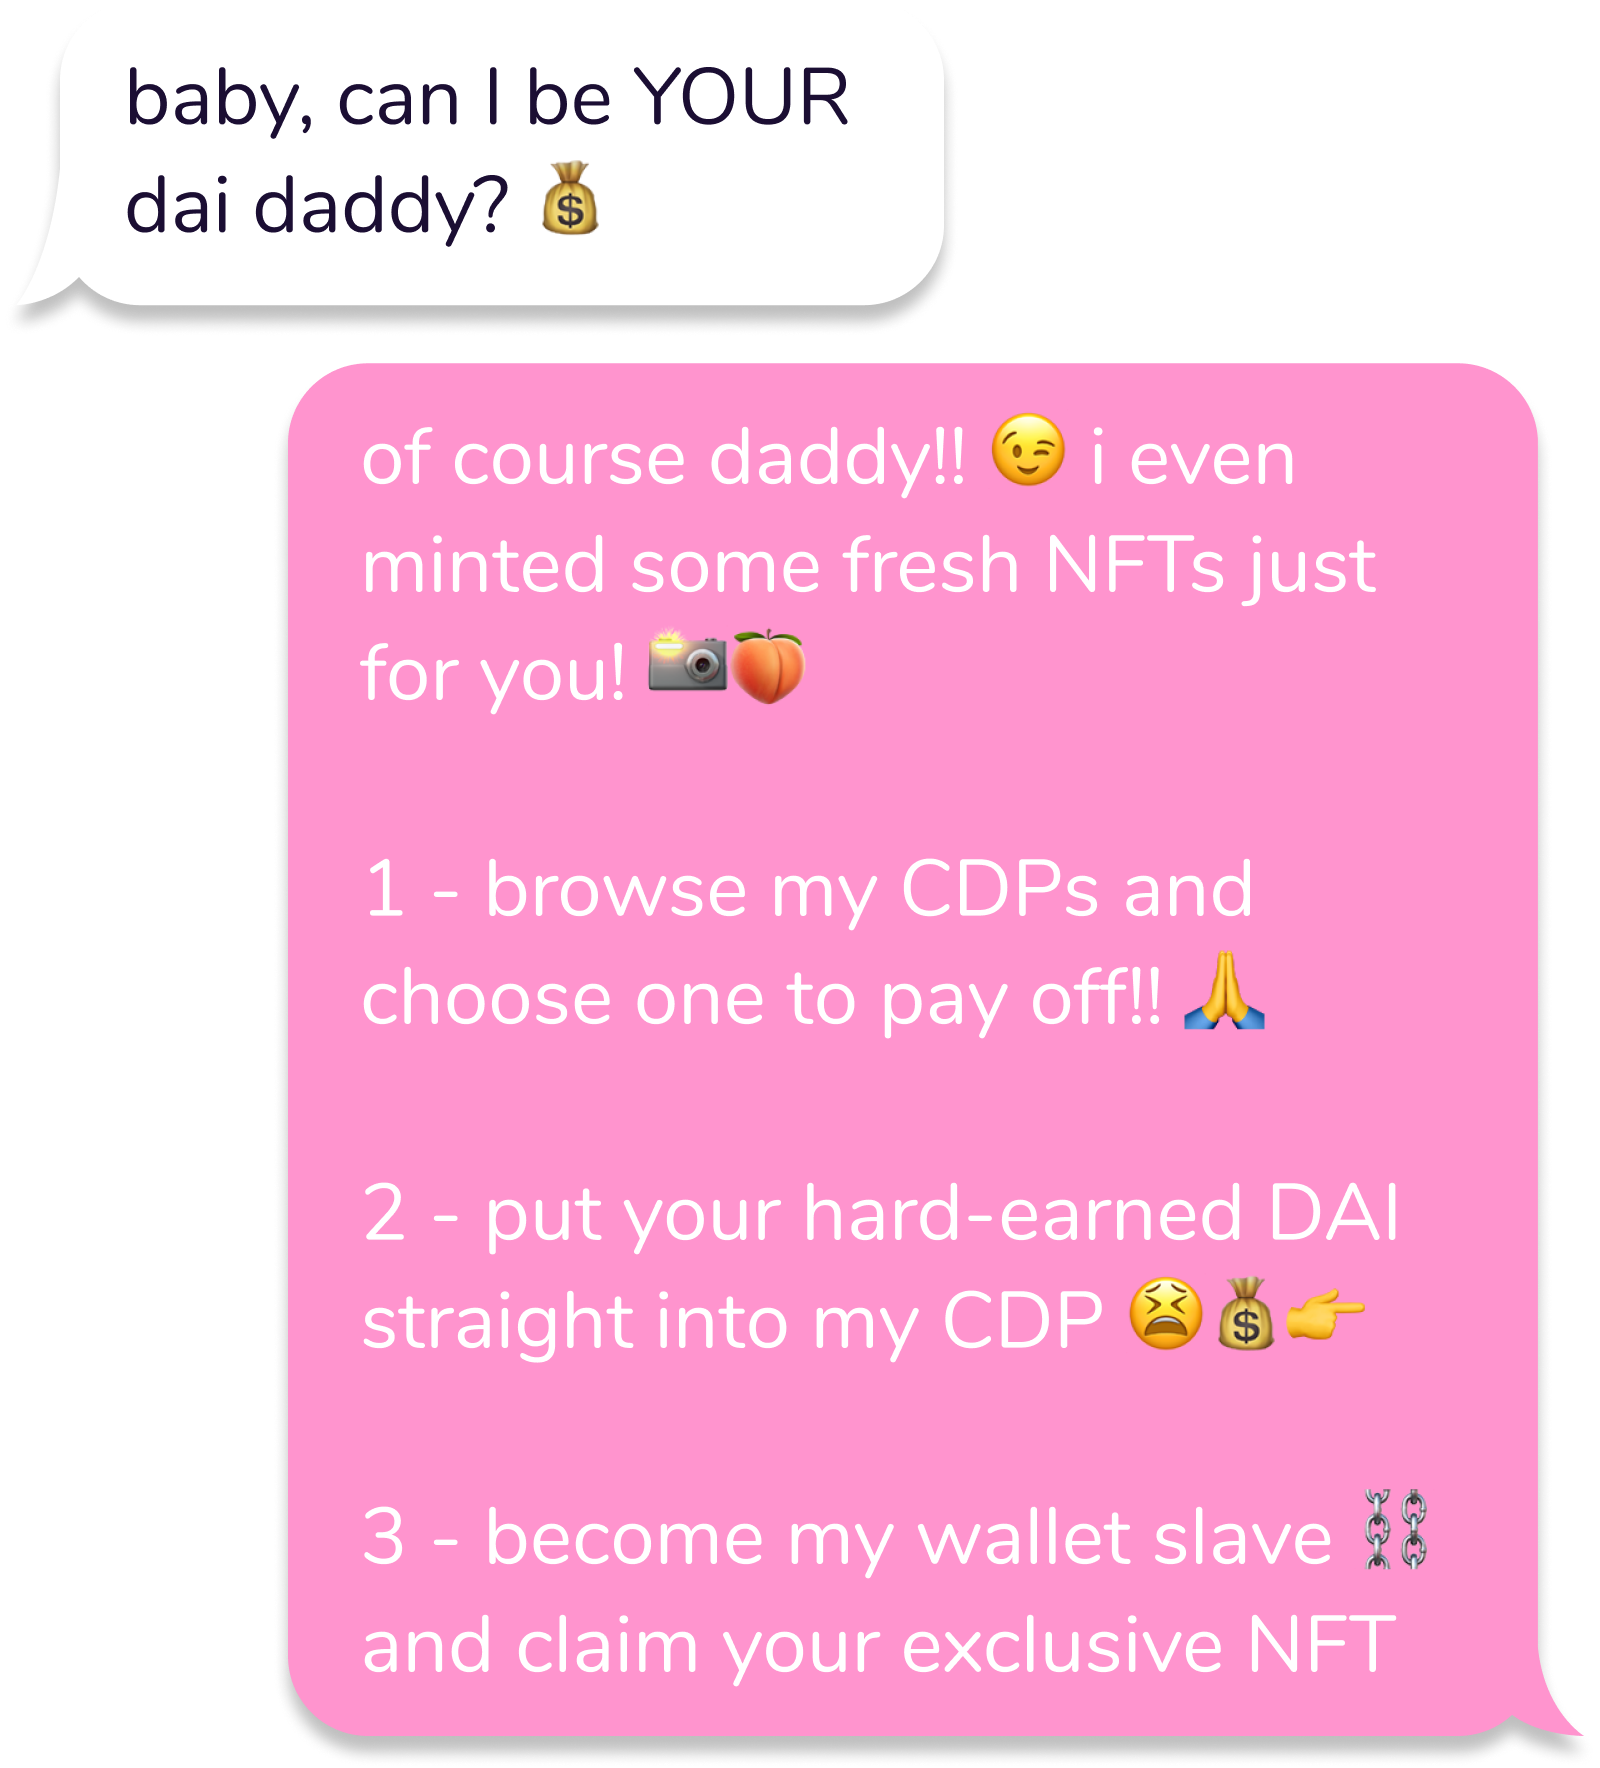 baby, can I be YOUR
dai daddy? 💰
of course daddy!! 😉 i even
minted some fresh NFTs just
for you! 📸🍑
1 - browse my CDPs and
choose one to pay off!! 🙏
2 - put your hard-earned DAI
straight into my CDP 😫💰👉
3 - become my wallet slave ⛓
and claim your exclusive NFT